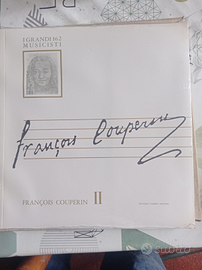 I GRANDI
MUSICISTI
François Couperin
FRANÇOIS COUPERIN II